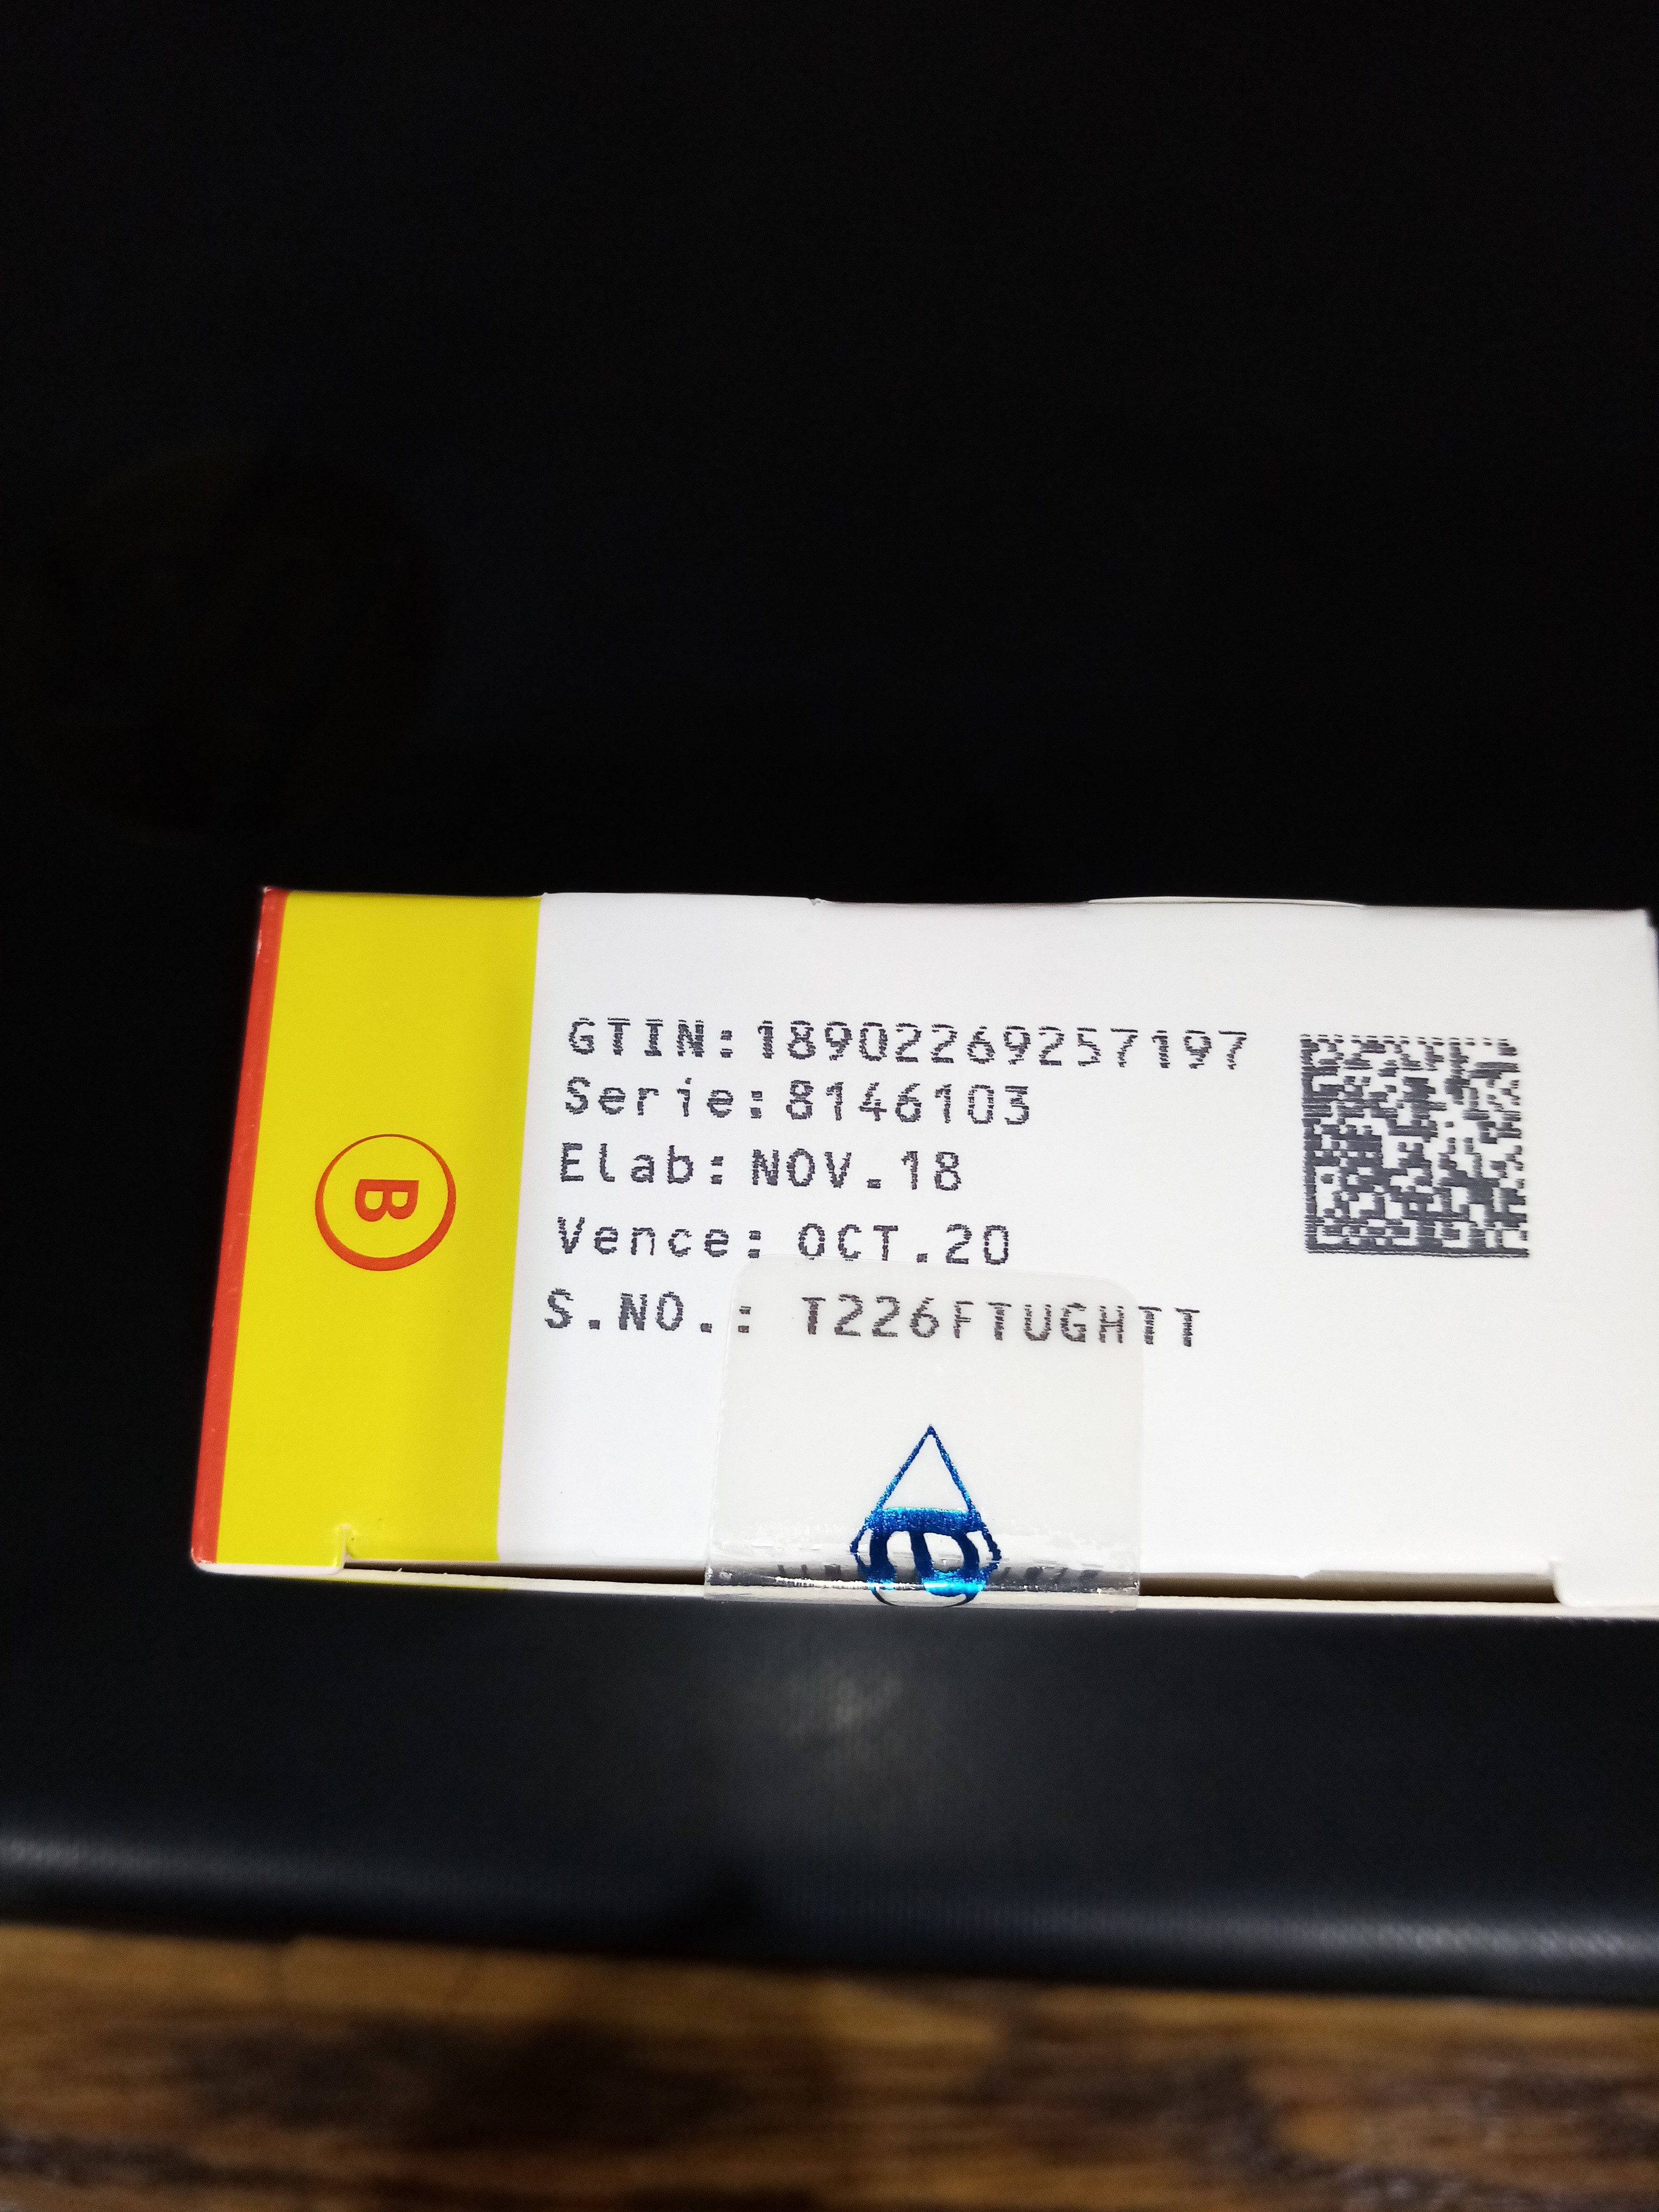 GTIN:18902269257197
Serie:8146103
Elab:NOV.18
Vence: OCT.20
S.NO.: T226FTUGHTT
B